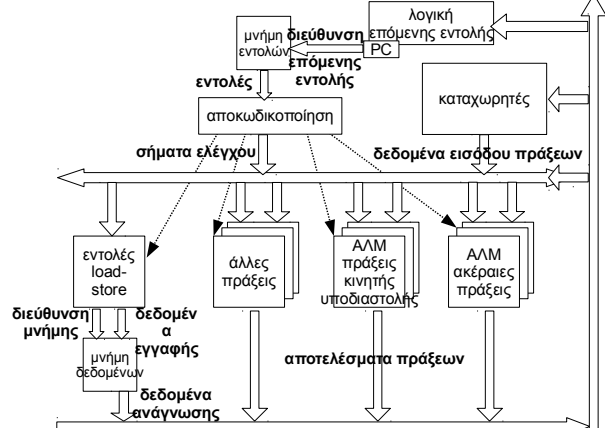 λογική
επόμενης εντολής
PC
μνήμη
εντολών
διεύθυνση
επόμενης
εντολής
εντολές
αποκωδικοποίηση
καταχωρητές
σήματα ελέγχου
δεδομένα εισόδου πράξεων
εντολές
load-
store
άλλες
πράξεις
ΑΛΜ
πράξεις
κινητής
υποδιαστολής
ΑΛΜ
ακέραιες
πράξεις
διεύθυνση
μνήμης
δεδομέν
α
εγγαφής
μνήμη
δεδομένων
αποτελέσματα πράξεων
δεδομένα
ανάγνωσης